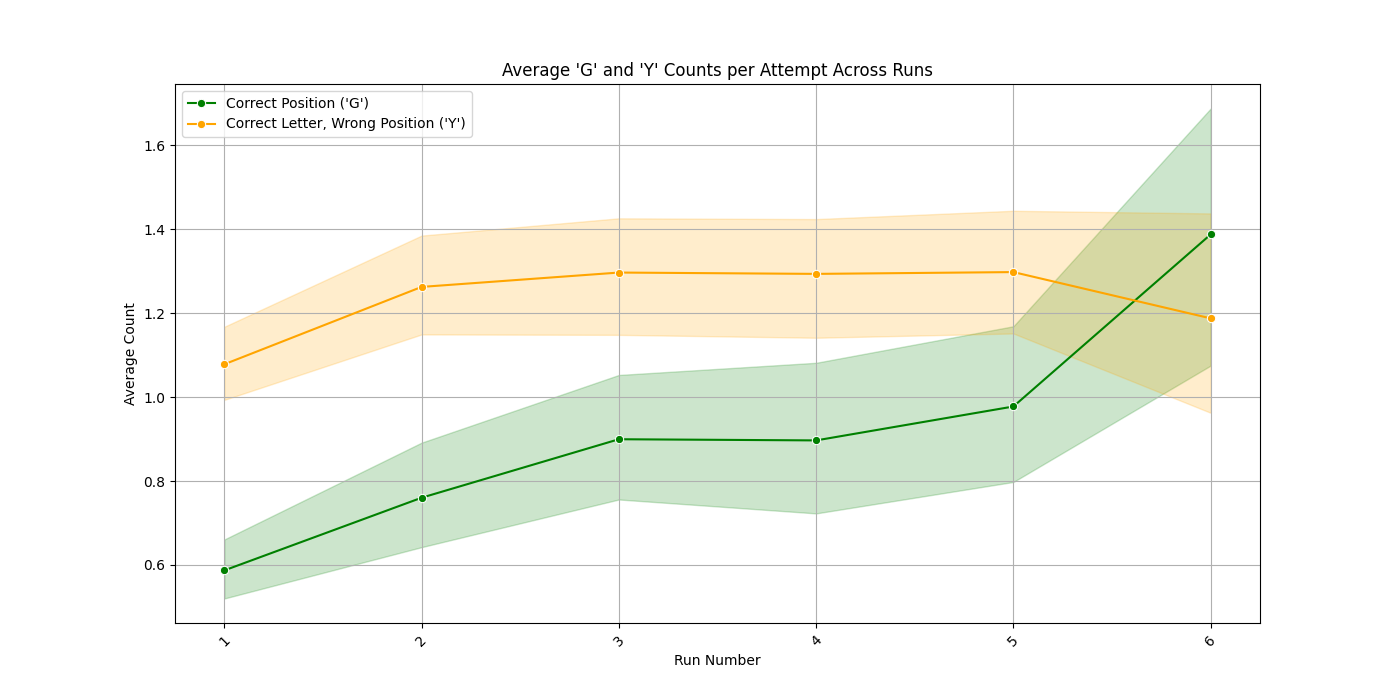 Average 'G' and 'Y' Counts per Attempt Across Runs
Correct Position ('G')
Correct Letter, Wrong Position ('Y')
Average Count
1.6
1.4
1.2
1.0
0.8
0.6
1 2 3 4 5 6
Run Number